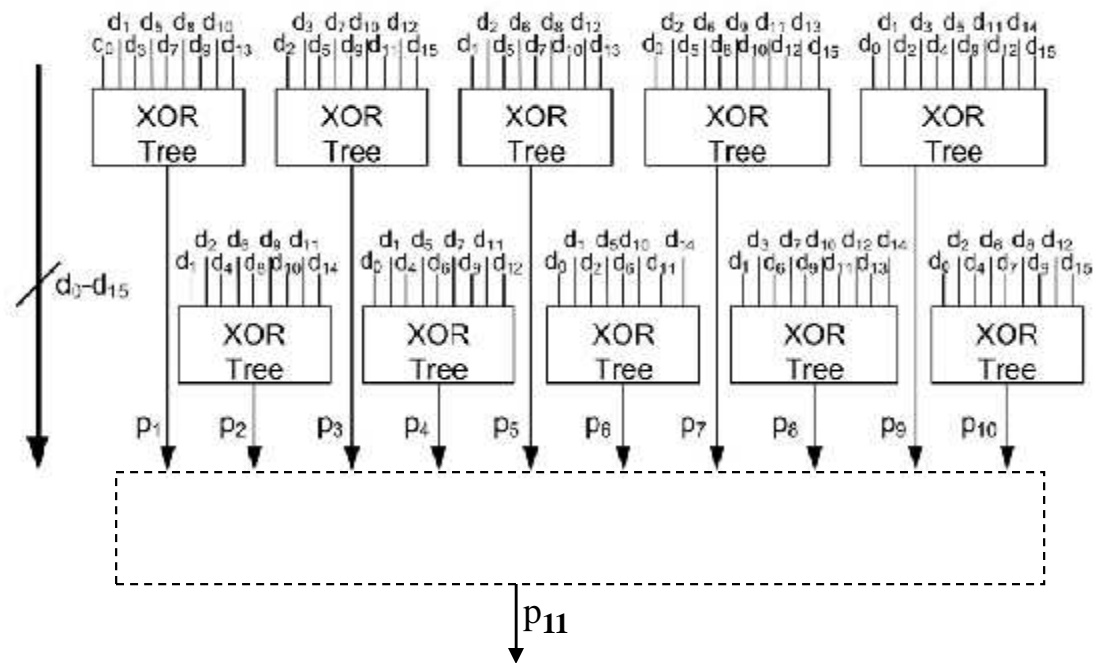 d₁ d₅ d₈ d₁₀
d₃ d₇ d₉ d₁₃
d₃ d₇ d₁₀ d₁₂
d₂ d₅ d₉ d₁₁ d₁₅
d₂ d₆ d₈ d₁₂
d₁ d₅ d₇ d₁₀ d₁₃
d₂ d₆ d₉ d₁₁ d₁₃
d₀ d₅ d₈ d₁₀ d₁₂ d₁₅
d₁ d₃ d₅ d₁₁ d₁₄
d₀ d₂ d₄ d₁₂ d₁₅
XOR Tree
XOR Tree
XOR Tree
XOR Tree
XOR Tree
d₀-d₁₅
d₂ d₆ d₉ d₁₁
d₁ d₄ d₈ d₁₀ d₁₄
d₁ d₅ d₇ d₁₁
d₀ d₄ d₆ d₉ d₁₂
d₁ d₅ d₁₀ d₁₄
d₀ d₂ d₆ d₁₁
d₃ d₇ d₁₀ d₁₂ d₁₄
d₁ d₆ d₉ d₁₁ d₁₃
d₂ d₆ d₈ d₁₂
d₀ d₄ d₇ d₉ d₁₅
XOR Tree
XOR Tree
XOR Tree
XOR Tree
XOR Tree
p₁ p₂ p₃ p₄ p₅ p₆ p₇ p₈ p₉ p₁₀
p₁₁